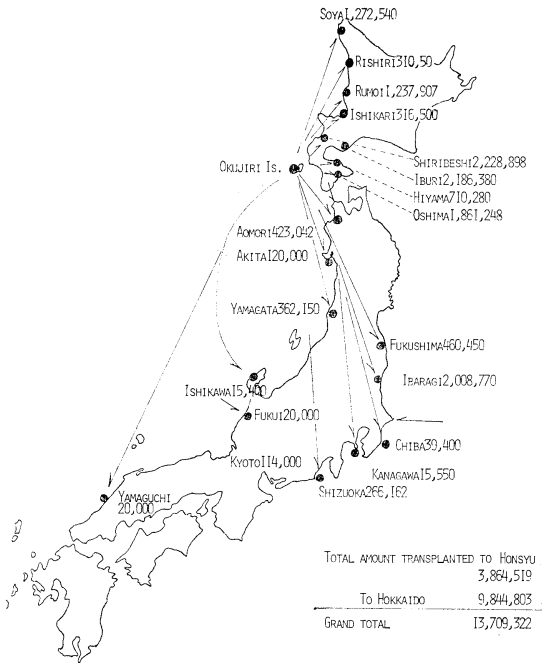 SOYA1,272,540
RISHIRI310,50
RUMOI1,237,907
ISHIKARI316,500
SHIRIBESHI2,228,898
IBURI2,186,380
HIYAMA710,280
OSHIMA1,861,248
OKUJIRI IS.
AOMORI423,042
AKITA120,000
YAMAGATA362,150
FUKUSHIMA460,450
IBARAGI2,008,770
ISHIKAWA15,400
FUKUI20,000
CHIBA39,400
KYOTO114,000
KANAGAWA15,550
SHIZUOKA266,162
YAMAGUCHI
20,000
TOTAL AMOUNT TRANSPLANTED TO HONSYU
3,864,519
TO HOKKAIDO 9,844,803
GRAND TOTAL 13,709,322